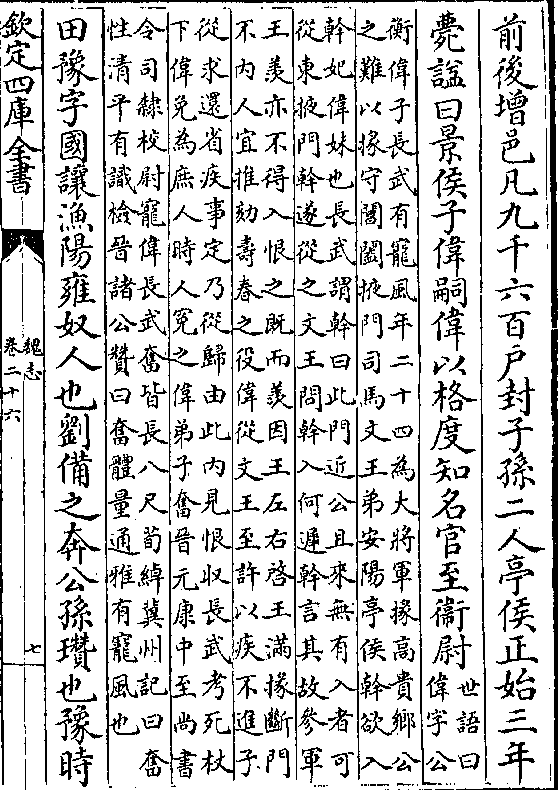 前後增邑凡九千六百户封子孫二人亭侯正始三年
薨諡曰景侯子偉嗣偉以格度知名官至衞尉
世語曰
偉字公
衡偉子長武有寵風年二十四為大將軍掾高貴鄉公
之難以掾守閶闔掖門司馬文王弟安陽亭侯幹欲入
幹妃偉妹也長武謂幹曰此門近公且來無有入者可
從東掖門幹遂從之文王問幹入何遲幹言其故參軍
王羨亦不得入恨之既而羨因王左右啓王滿掾斷門
不内人宜推劾壽春之役偉從文王至許以疾不進子
從求還省疾事定乃從歸由此内見恨収長武考死杖
下偉免為庶人時人寃之偉弟子奮晉元康中至尚書
令司隸校尉寵偉長武奮皆長八尺荀綽冀州記曰奮
性清平有識檢晉諸公贊曰奮體量通雅有寵風也
田豫字國讓漁陽雍奴人也劉備之奔公孫瓚也豫時
欽定四庫全書
魏志
卷二十六
七